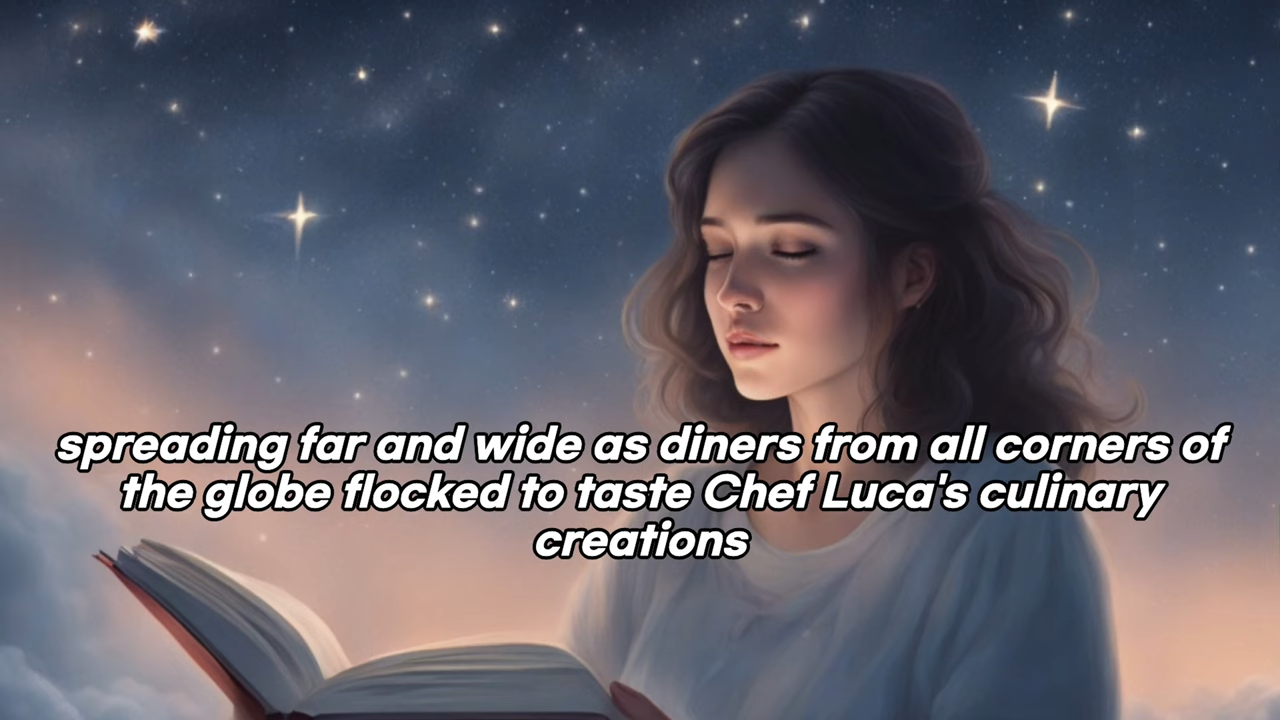 spreading far and wide as diners from all corners of
the globe flocked to taste Chef Luca's culinary
creations